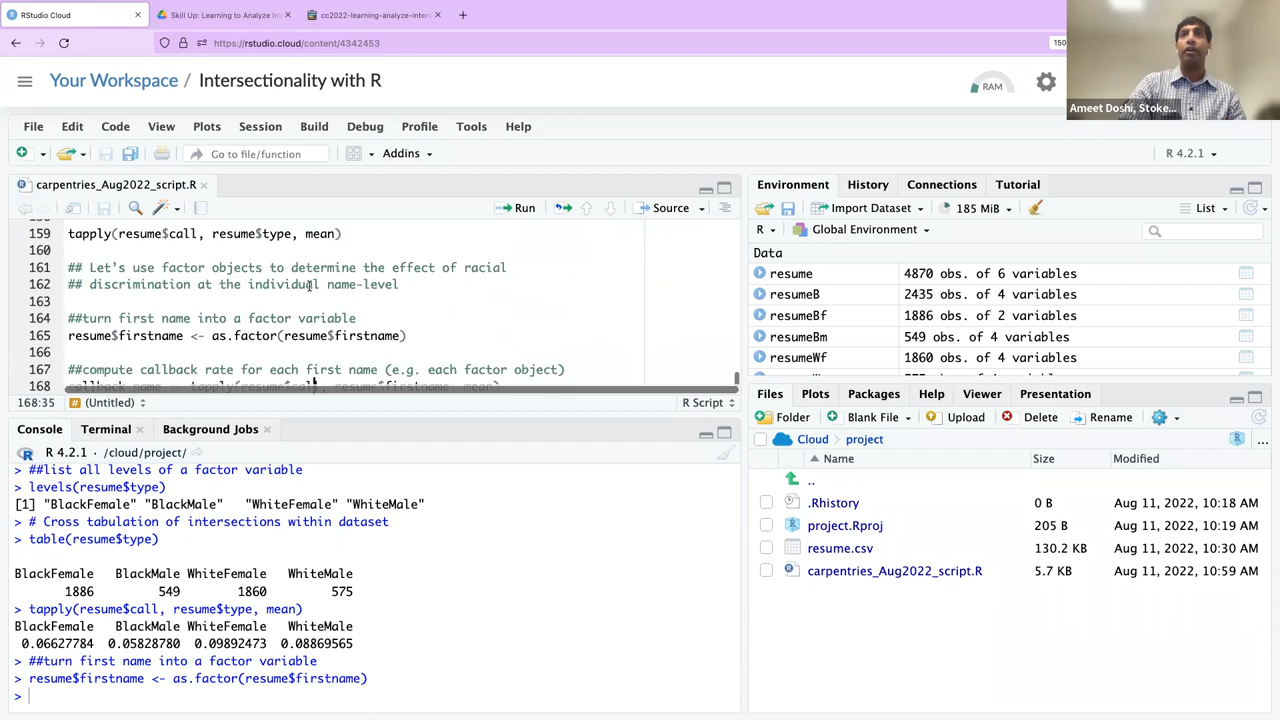 RStudio Cloud
Skill Up: Learning to Analyze Int
cc2022-learning-analyze-inters
https://rstudio.cloud/content/4342453
150
Your Workspace / Intersectionality with R
RAM
Ameet Doshi, Stoke...
File Edit Code View Plots Session Build Debug Profile Tools Help
Go to file/function
Addins
R 4.2.1
carpentries_Aug2022_script.R
Run
Source
159 tapply(resume$call, resume$type, mean)
160
161 ## Let's use factor objects to determine the effect of racial
162 ## discrimination at the individual name-level
163
164 ##turn first name into a factor variable
165 resume$firstname <- as.factor(resume$firstname)
166
167 ##compute callback rate for each first name (e.g. each factor object)
168 callback_name <- tapply(resume$call, resume$firstname, mean)
168:35 # (Untitled) R Script
Console Terminal Background Jobs
R 4.2.1 · /cloud/project/
> ##list all levels of a factor variable
> levels(resume$type)
[1] "BlackFemale" "BlackMale" "WhiteFemale" "WhiteMale"
> # Cross tabulation of intersections within dataset
> table(resume$type)
BlackFemale BlackMale WhiteFemale WhiteMale
1886 549 1860 575
> tapply(resume$call, resume$type, mean)
BlackFemale BlackMale WhiteFemale WhiteMale
0.06627784 0.05828780 0.09892473 0.08869565
> ##turn first name into a factor variable
> resume$firstname <- as.factor(resume$firstname)
>
Environment History Connections Tutorial
Import Dataset 185 MiB List
R Global Environment
Data
resume 4870 obs. of 6 variables
resumeB 2435 obs. of 4 variables
resumeBf 1886 obs. of 2 variables
resumeBm 549 obs. of 4 variables
resumeWf 1860 obs. of 4 variables
Files Plots Packages Help Viewer Presentation
Folder Blank File Upload Delete Rename
Cloud project
Name Size Modified
..
.Rhistory 0 B Aug 11, 2022, 10:18 AM
project.Rproj 205 B Aug 11, 2022, 10:19 AM
resume.csv 130.2 KB Aug 11, 2022, 10:30 AM
carpentries_Aug2022_script.R 5.7 KB Aug 11, 2022, 10:59 AM